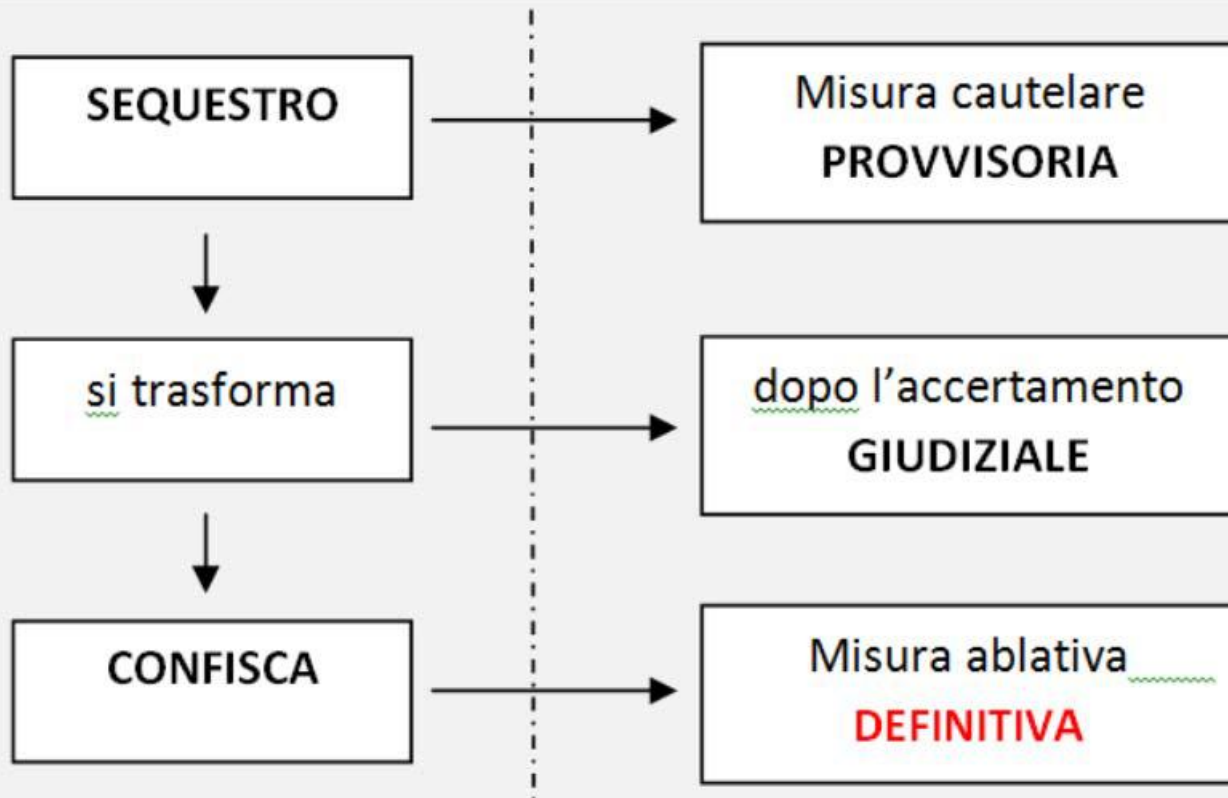 SEQUESTRO
Misura cautelare
PROVVISORIA
si trasforma
dopo l’accertamento
GIUDIZIALE
CONFISCA
Misura ablativa
DEFINITIVA